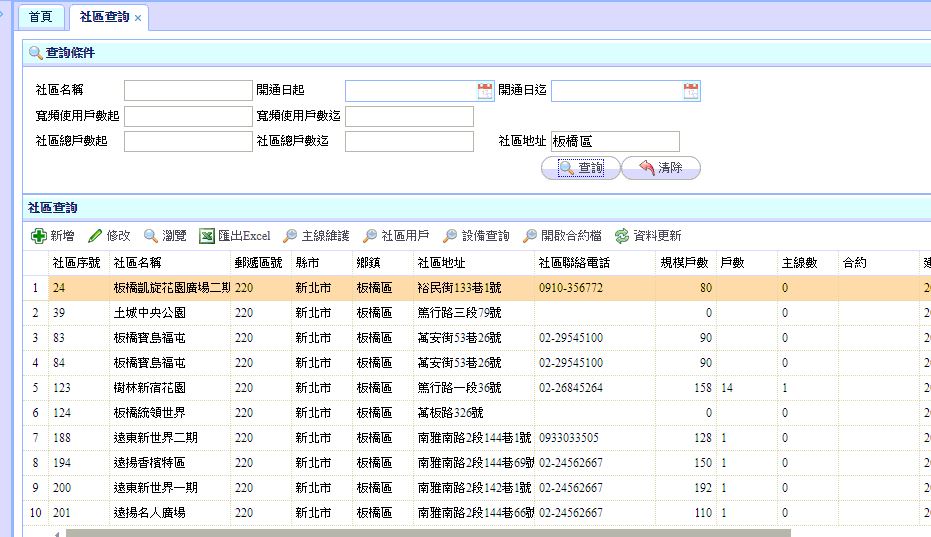 首頁 社區查詢 ×
查詢條件
社區名稱 開通日起 開通日迄
寬頻使用戶數起 寬頻使用戶數迄
社區總戶數起 社區總戶數迄 社區地址 板橋區
查詢 清除
社區查詢
新增 修改 瀏覽 匯出Excel 主線維護 社區用戶 設備查詢 開啟合約檔 資料更新
社區序號 社區名稱 郵遞區號 縣市 鄉鎮 社區地址 社區聯絡電話 規模戶數 戶數 主線數 合約
1 24 板橋凱旋花園廣場二期 220 新北市 板橋區 裕民街133巷1號 0910-356772 80 0
2 39 土城中央公園 220 新北市 板橋區 篤行路三段79號 0 0
3 83 板橋寶島福屯 220 新北市 板橋區 萬安街53巷26號 02-29545100 90 0
4 84 板橋寶島福屯 220 新北市 板橋區 萬安街53巷26號 02-29545100 90 0
5 123 樹林新宿花園 220 新北市 板橋區 篤行路一段36號 02-26845264 158 14 1
6 124 板橋統領世界 220 新北市 板橋區 萬板路326號 0 0
7 188 遠東新世界二期 220 新北市 板橋區 南雅南路2段144巷1號 0933033505 128 1 0
8 194 遠揚香檳特區 220 新北市 板橋區 南雅南路2段144巷69號 02-24562667 150 1 0
9 200 遠東新世界一期 220 新北市 板橋區 南雅南路2段142巷1號 02-24562667 192 1 0
10 201 遠揚名人廣場 220 新北市 板橋區 南雅南路2段144巷66號 02-24562667 110 1 0